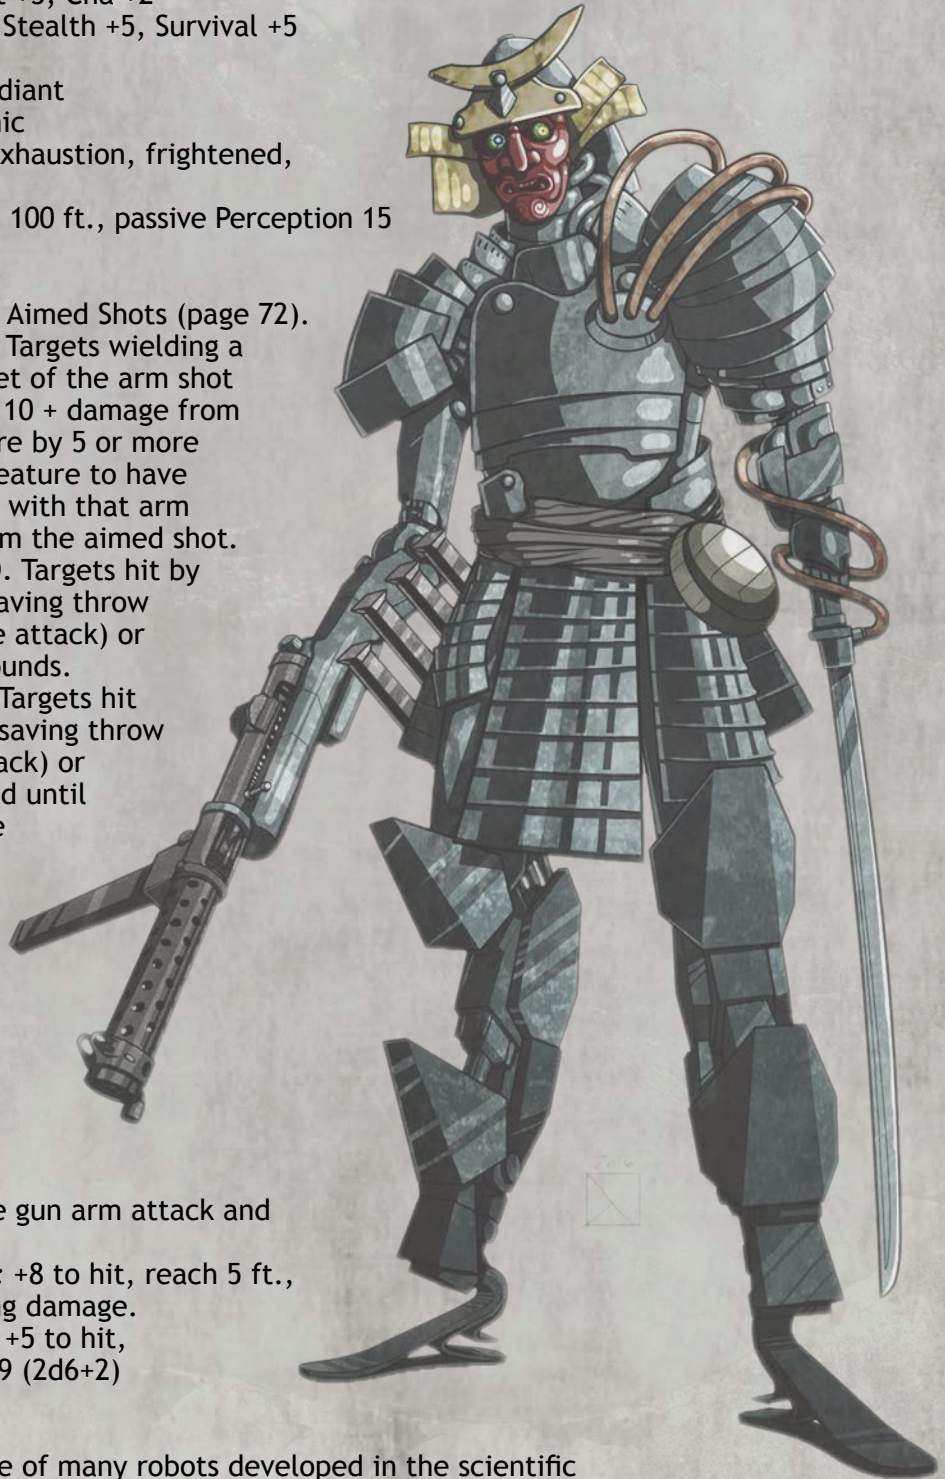 +3, Cha +2
Stealth +5, Survival +5
diant
nic
xhaustion, frightened,
100 ft., passive Perception 15
Aimed Shots (page 72).
Targets wielding a
et of the arm shot
10 + damage from
re by 5 or more
eature to have
with that arm
m the aimed shot.
. Targets hit by
aving throw
e attack) or
ounds.
Targets hit
saving throw
ack) or
d until
e
e gun arm attack and
: +8 to hit, reach 5 ft.,
ng damage.
+5 to hit,
9 (2d6+2)
e of many robots developed in the scientific